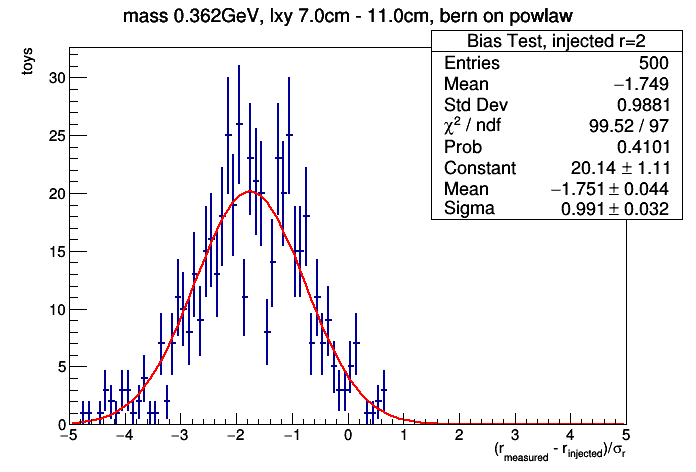 mass 0.362GeV, lxy 7.0cm - 11.0cm, bern on powlaw
Bias Test, injected r=2
Entries 500
Mean −1.749
Std Dev 0.9881
χ² / ndf 99.52 / 97
Prob 0.4101
Constant 20.14 ± 1.11
Mean −1.751 ± 0.044
Sigma 0.991 ± 0.032
toys
30
25
20
15
10
5
0
−5 −4 −3 −2 −1 0 1 2 3 4 5
(r_measured - r_injected)/σ_r